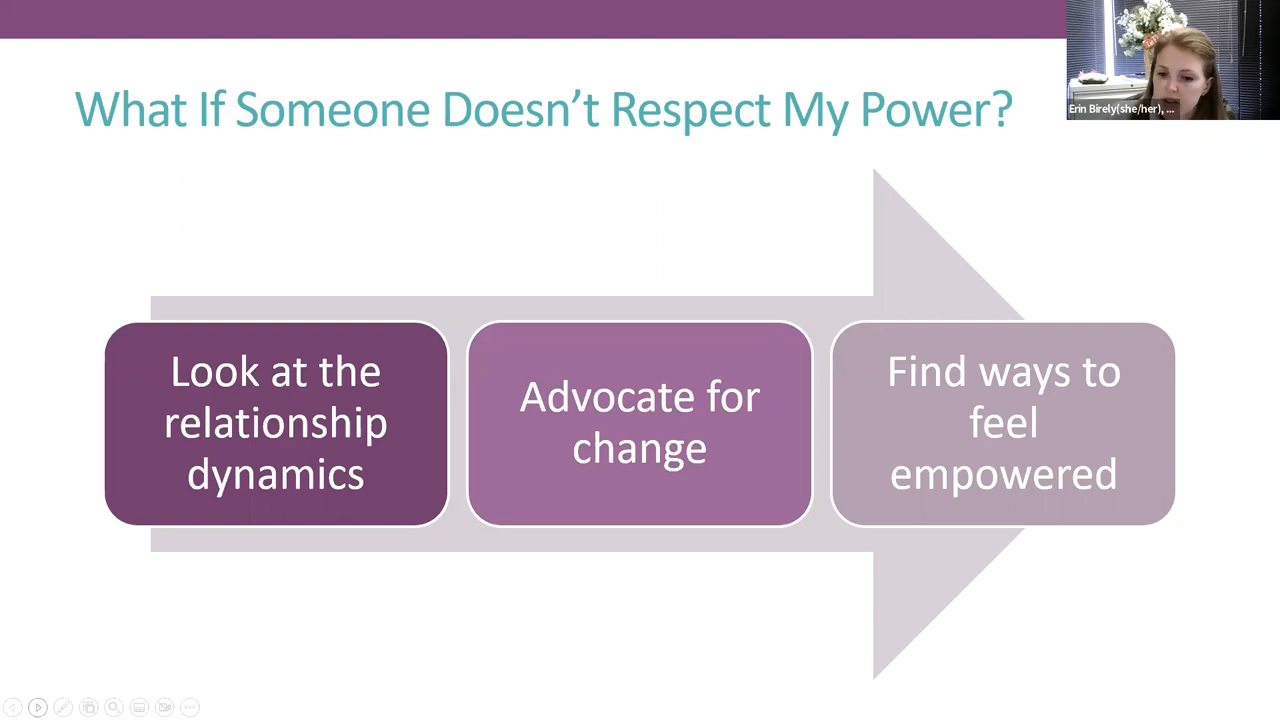 What If Someone Doesn’t Respect My Power?
Erin Birely(she/her), ...
Look at the
relationship
dynamics
Advocate for
change
Find ways to
feel
empowered